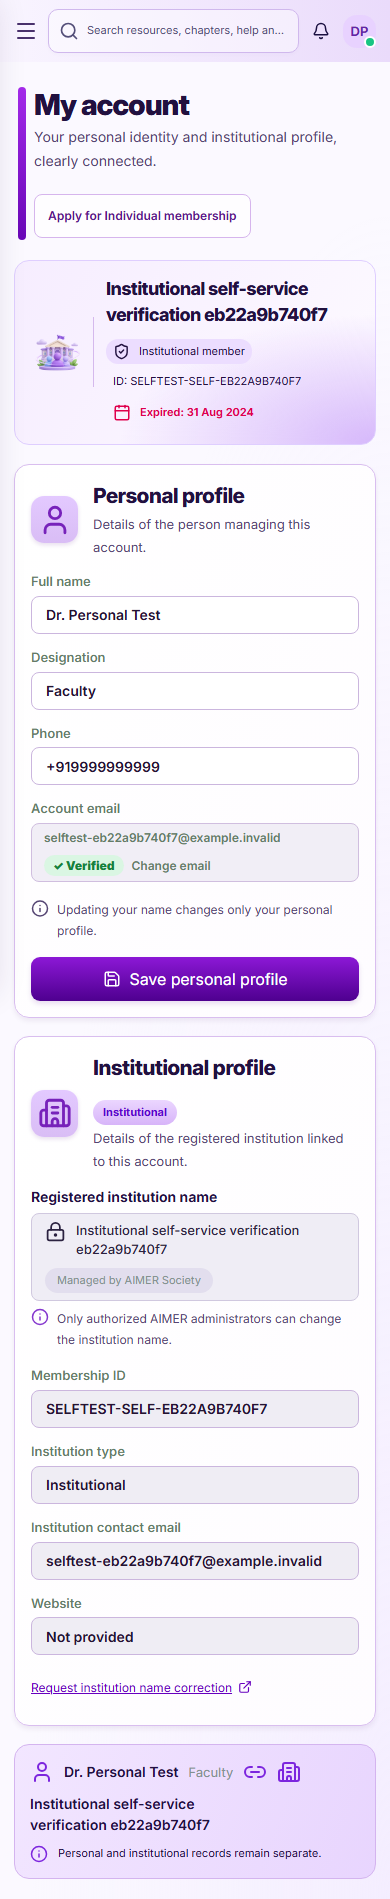 Search resources, chapters, help an...
DP
My account
Your personal identity and institutional profile,
clearly connected.
Apply for Individual membership
Institutional self-service
verification eb22a9b740f7
Institutional member
ID: SELFTEST-SELF-EB22A9B740F7
Expired: 31 Aug 2024
Personal profile
Details of the person managing this
account.
Full name
Dr. Personal Test
Designation
Faculty
Phone
+919999999999
Account email
selftest-eb22a9b740f7@example.invalid
Verified Change email
Updating your name changes only your personal
profile.
Save personal profile
Institutional profile
Institutional
Details of the registered institution linked
to this account.
Registered institution name
Institutional self-service verification
eb22a9b740f7
Managed by AIMER Society
Only authorized AIMER administrators can change
the institution name.
Membership ID
SELFTEST-SELF-EB22A9B740F7
Institution type
Institutional
Institution contact email
selftest-eb22a9b740f7@example.invalid
Website
Not provided
Request institution name correction
Dr. Personal Test Faculty
Institutional self-service
verification eb22a9b740f7
Personal and institutional records remain separate.